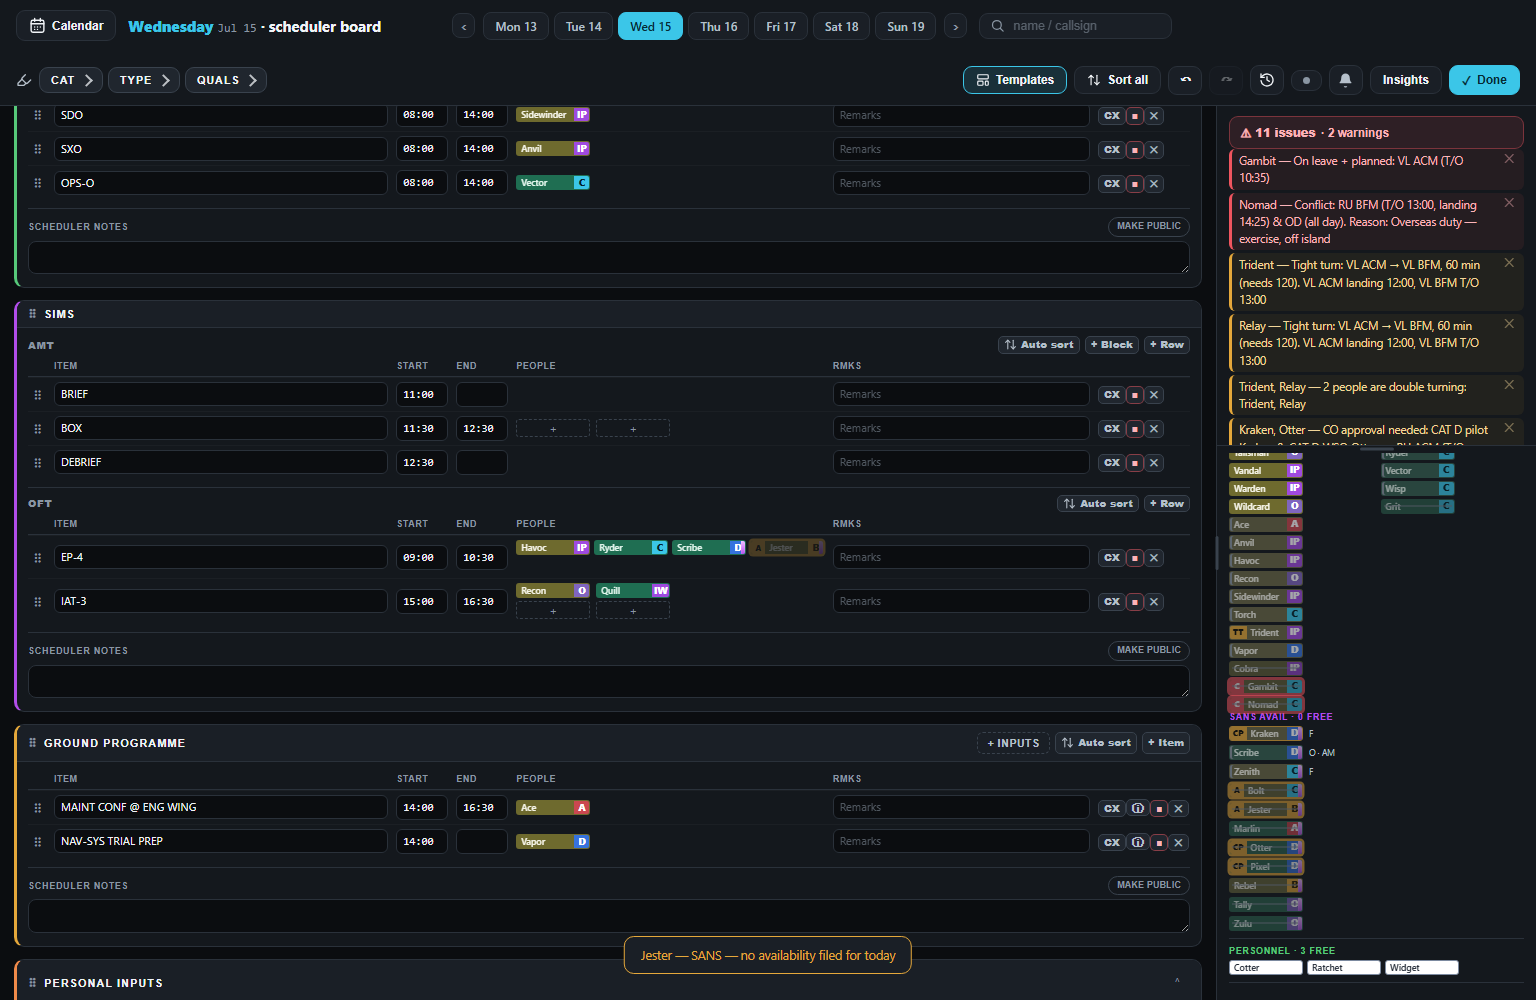 Calendar
Wednesday Jul 15 · scheduler board
‹ Mon 13 Tue 14 Wed 15 Thu 16 Fri 17 Sat 18 Sun 19 ›
name / callsign
CAT TYPE QUALS
Templates Sort all Insights ✓ Done
SDO 08:00 14:00 Sidewinder IP Remarks CX
SXO 08:00 14:00 Anvil IP Remarks CX
OPS-O 08:00 14:00 Vector C Remarks CX
SCHEDULER NOTES MAKE PUBLIC
SIMS
AMT Auto sort + Block + Row
ITEM START END PEOPLE RMKS
BRIEF 11:00 Remarks CX
BOX 11:30 12:30 + + Remarks CX
DEBRIEF 12:30 Remarks CX
OFT Auto sort + Row
ITEM START END PEOPLE RMKS
EP-4 09:00 10:30 Havoc IP Ryder C Scribe D A Jester B Remarks CX
IAT-3 15:00 16:30 Recon O Quill IW Remarks CX
+ +
SCHEDULER NOTES MAKE PUBLIC
GROUND PROGRAMME + INPUTS Auto sort + Item
ITEM START END PEOPLE RMKS
MAINT CONF @ ENG WING 14:00 16:30 Ace A Remarks CX
NAV-SYS TRIAL PREP 14:00 Vapor D Remarks CX
SCHEDULER NOTES MAKE PUBLIC
Jester — SANS — no availability filed for today
PERSONAL INPUTS
⚠ 11 issues · 2 warnings
Gambit — On leave + planned: VL ACM (T/O
10:35)
Nomad — Conflict: RU BFM (T/O 13:00, landing
14:25) & OD (all day). Reason: Overseas duty —
exercise, off island
Trident — Tight turn: VL ACM → VL BFM, 60 min
(needs 120). VL ACM landing 12:00, VL BFM T/O
13:00
Relay — Tight turn: VL ACM → VL BFM, 60 min
(needs 120). VL ACM landing 12:00, VL BFM T/O
13:00
Trident, Relay — 2 people are double turning:
Trident, Relay
Kraken, Otter — CO approval needed: CAT D pilot
Talisman O Ryder C
Vandal IP Vector C
Warden IP Wisp C
Wildcard O Grit C
Ace A
Anvil IP
Havoc IP
Recon O
Sidewinder IP
Torch C
TT Trident IP
Vapor D
Cobra IP
C Gambit C
C Nomad C
SANS AVAIL · 0 FREE
CP Kraken D F
Scribe D O · AM
Zenith C F
A Bolt C
A Jester B
Marlin A
CP Otter D
CP Pixel D
Rebel B
Tally O
Zulu O
PERSONNEL · 3 FREE
Cotter Ratchet Widget